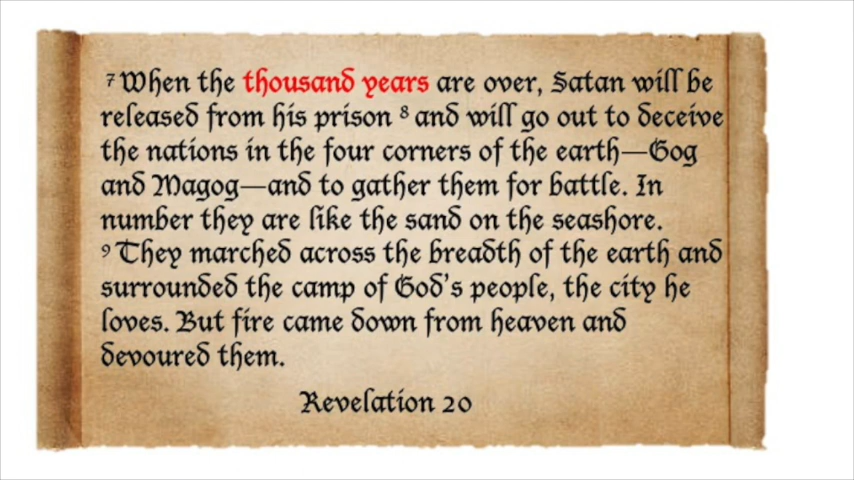 7 When the thousand years are over, Satan will be
released from his prison 8 and will go out to deceive
the nations in the four corners of the earth—Gog
and Magog—and to gather them for battle. In
number they are like the sand on the seashore.
9 They marched across the breadth of the earth and
surrounded the camp of God's people, the city he
loves. But fire came down from heaven and
devoured them.
Revelation 20